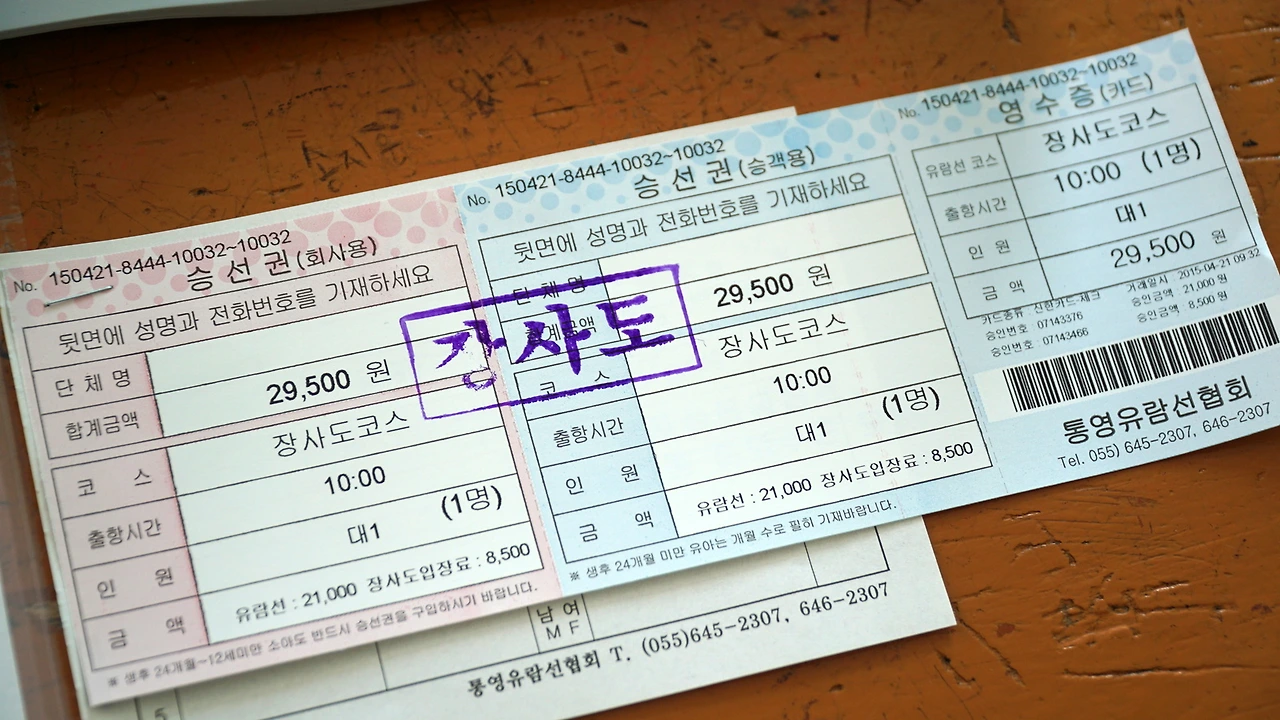 No. 150421-8444-10032~10032
승 선 권 (회사용)
뒷면에 성명과 전화번호를 기재하세요
단 체 명
합계금액 29,500 원
코 스 장사도코스
출항시간 10:00
인 원 대1 (1명)
금 액 유람선 : 21,000 장사도입장료 : 8,500
※ 생후 24개월~12세미만 소아도 반드시 승선권을 구입하시기 바랍니다.
No. 150421-8444-10032~10032
승 선 권 (승객용)
뒷면에 성명과 전화번호를 기재하세요
단 체 명
합계금액 29,500 원
장사도
코 스 장사도코스
출항시간 10:00
인 원 대1 (1명)
금 액 유람선 : 21,000 장사도입장료 : 8,500
※ 생후 24개월 미만 유아는 개월 수로 필히 기재바랍니다.
No. 150421-8444-10032~10032
영 수 증 (카드)
유람선 코스 장사도코스
출항시간 10:00 (1명)
인 원 대1
금 액 29,500 원
카드종류 : 신한카드-체크 거래일시 : 2015-04-21 09:32
승인번호 : 07143376 승인금액 : 21,000 원
승인번호 : 07143466 승인금액 : 8,500 원
통영유람선협회
Tel. 055) 645-2307, 646-2307
남 여
M F
5
통영유람선협회 T. (055)645-2307, 646-2307